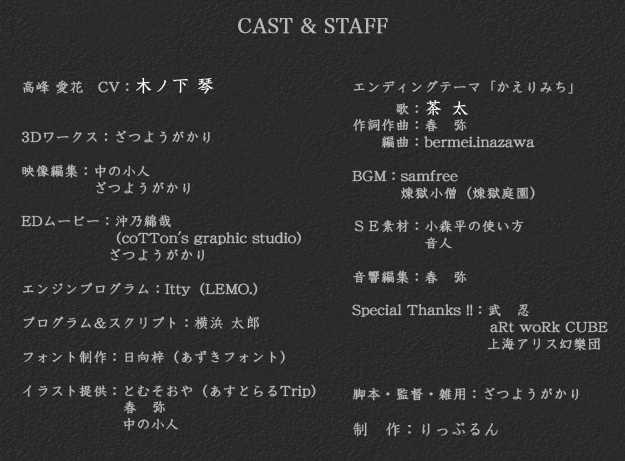 CAST & STAFF
高峰 愛花　CV：木ノ下 琴
3Dワークス：ざつようがかり
映像編集：中の小人
ざつようがかり
EDムービー：沖乃綿哉
(coTTon's graphic studio)
ざつようがかり
エンジンプログラム：Itty（LEMO.）
プログラム&スクリプト：横浜 太郎
フォント制作：日向梓（あずきフォント）
イラスト提供：とむそおや（あすとらるTrip）
春　弥
中の小人
エンディングテーマ「かえりみち」
歌：茶 太
作詞作曲：春　弥
編曲：bermei.inazawa
BGM：samfree
煉獄小僧（煉獄庭園）
ＳＥ素材：小森平の使い方
音人
音響編集：春　弥
Special Thanks !!：武　忍
aRt woRk CUBE
上海アリス幻樂団
脚本・監督・雑用：ざつようがかり
制　作：りっぷるん